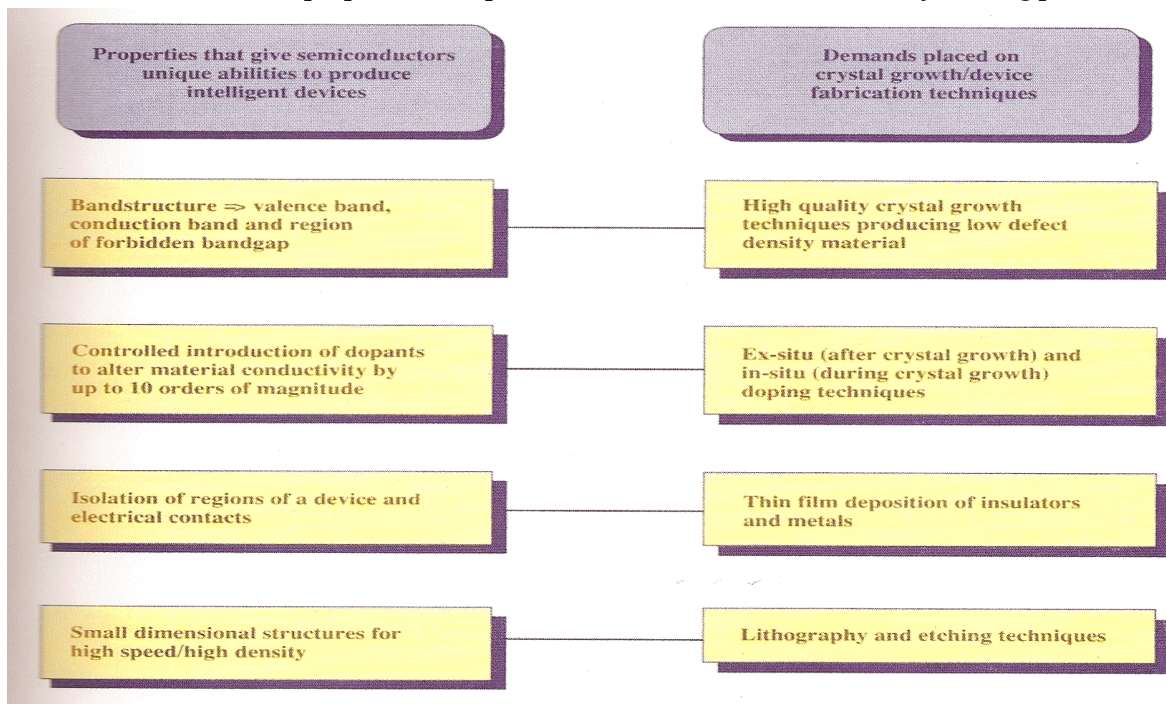 Properties that give semiconductors
unique abilities to produce
intelligent devices
Demands placed on
crystal growth/device
fabrication techniques
Bandstructure => valence band,
conduction band and region
of forbidden bandgap
High quality crystal growth
techniques producing low defect
density material
Controlled introduction of dopants
to alter material conductivity by
up to 10 orders of magnitude
Ex-situ (after crystal growth) and
in-situ (during crystal growth)
doping techniques
Isolation of regions of a device and
electrical contacts
Thin film deposition of insulators
and metals
Small dimensional structures for
high speed/high density
Lithography and etching techniques